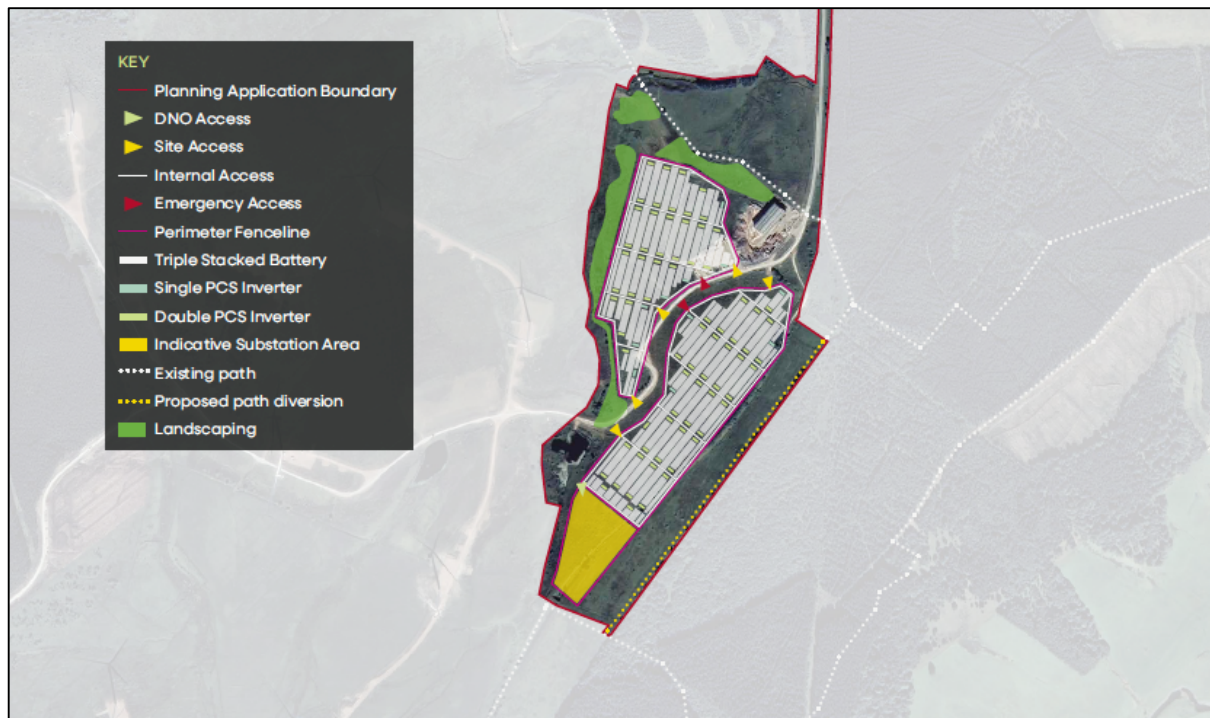 KEY
Planning Application Boundary
DNO Access
Site Access
Internal Access
Emergency Access
Perimeter Fenceline
Triple Stacked Battery
Single PCS Inverter
Double PCS Inverter
Indicative Substation Area
Existing path
Proposed path diversion
Landscaping